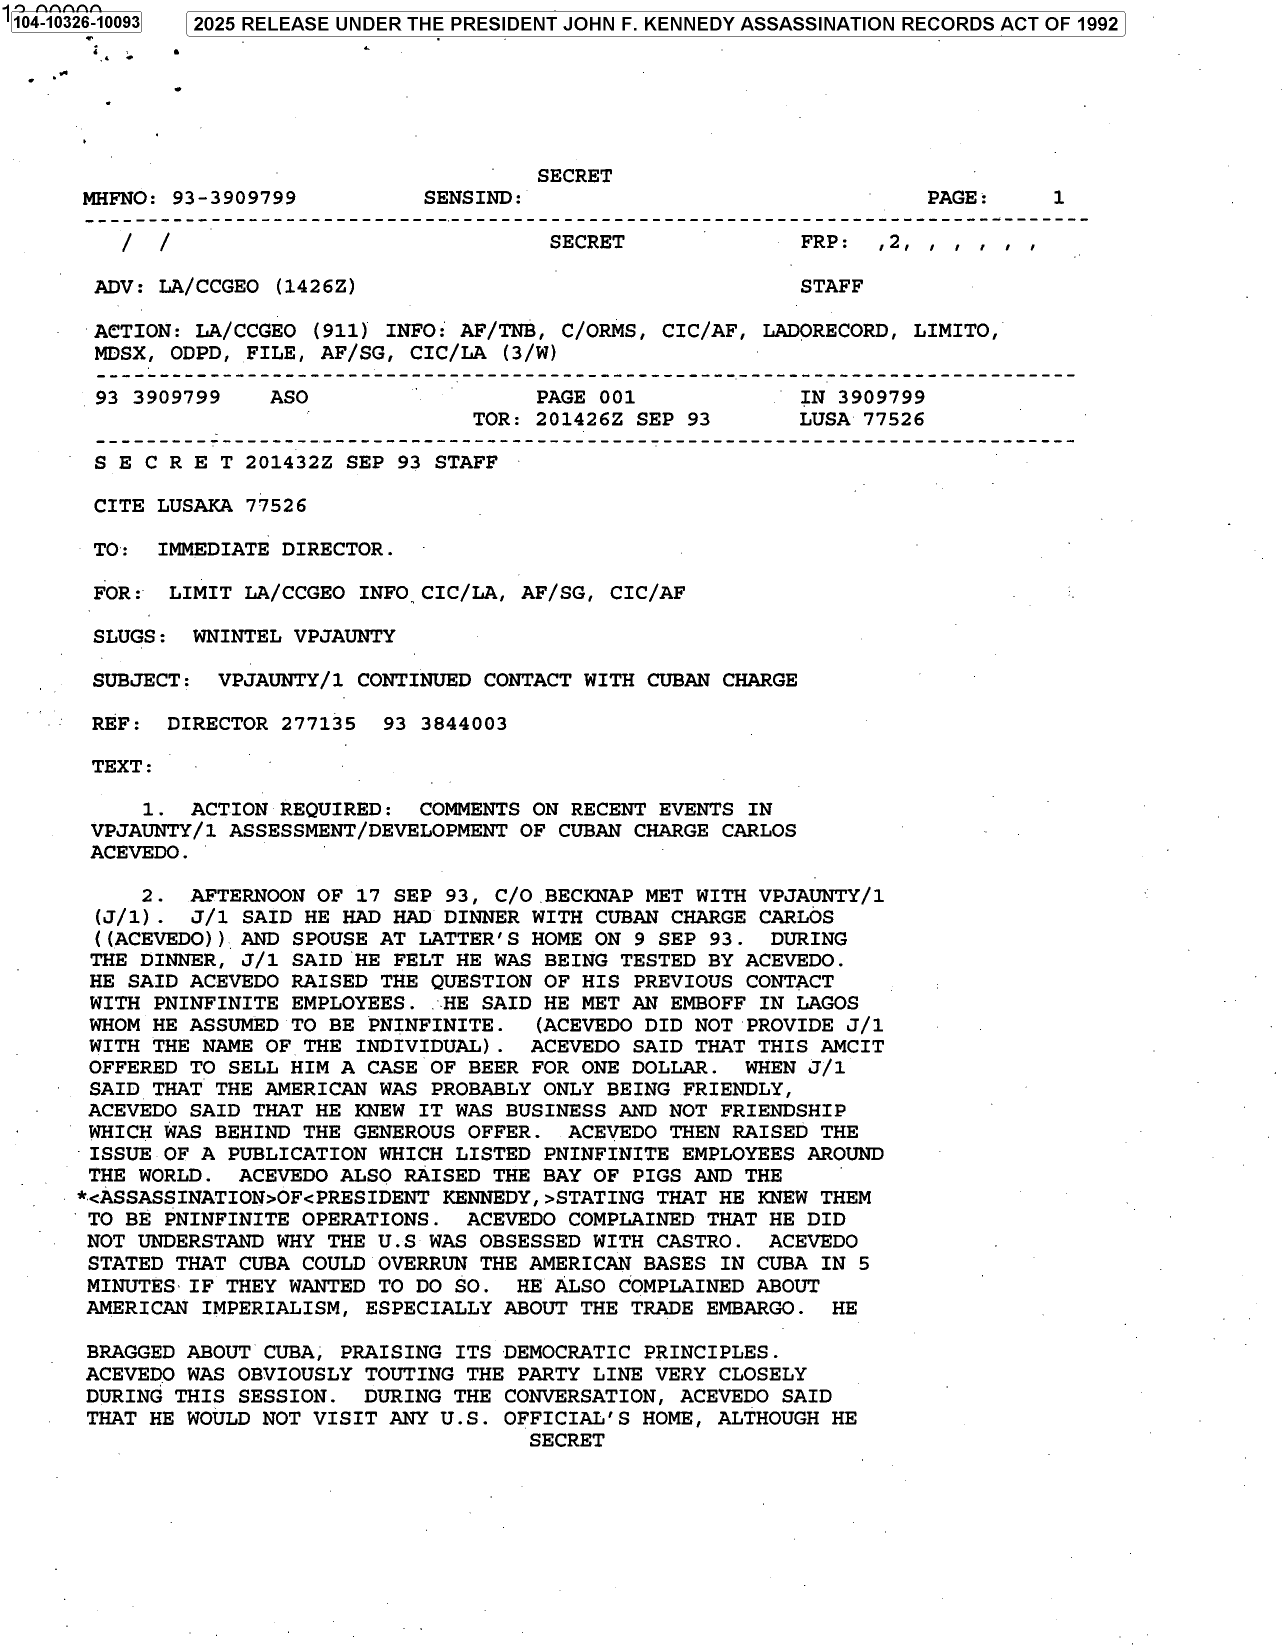 104-10326-10093
2025 RELEASE UNDER THE PRESIDENT JOHN F. KENNEDY ASSASSINATION RECORDS ACT OF 1992
SECRET
MHFNO: 93-3909799 SENSIND: PAGE: 1
--------------------------------------------------------------------------------
/ / SECRET FRP: ,2, , , , , ,
ADV: LA/CCGEO (1426Z) STAFF
ACTION: LA/CCGEO (911) INFO: AF/TNB, C/ORMS, CIC/AF, LADORECORD, LIMITO,
MDSX, ODPD, FILE, AF/SG, CIC/LA (3/W)
------------------------------------------------------------------------------
93 3909799 ASO PAGE 001 IN 3909799
TOR: 201426Z SEP 93 LUSA 77526
------------------------------------------------------------------------------
S E C R E T 201432Z SEP 93 STAFF
CITE LUSAKA 77526
TO: IMMEDIATE DIRECTOR.
FOR: LIMIT LA/CCGEO INFO CIC/LA, AF/SG, CIC/AF
SLUGS: WNINTEL VPJAUNTY
SUBJECT: VPJAUNTY/1 CONTINUED CONTACT WITH CUBAN CHARGE
REF: DIRECTOR 277135 93 3844003
TEXT:
1. ACTION REQUIRED: COMMENTS ON RECENT EVENTS IN
VPJAUNTY/1 ASSESSMENT/DEVELOPMENT OF CUBAN CHARGE CARLOS
ACEVEDO.
2. AFTERNOON OF 17 SEP 93, C/O BECKNAP MET WITH VPJAUNTY/1
(J/1). J/1 SAID HE HAD HAD DINNER WITH CUBAN CHARGE CARLOS
((ACEVEDO)) AND SPOUSE AT LATTER'S HOME ON 9 SEP 93. DURING
THE DINNER, J/1 SAID HE FELT HE WAS BEING TESTED BY ACEVEDO.
HE SAID ACEVEDO RAISED THE QUESTION OF HIS PREVIOUS CONTACT
WITH PNINFINITE EMPLOYEES. HE SAID HE MET AN EMBOFF IN LAGOS
WHOM HE ASSUMED TO BE PNINFINITE. (ACEVEDO DID NOT PROVIDE J/1
WITH THE NAME OF THE INDIVIDUAL). ACEVEDO SAID THAT THIS AMCIT
OFFERED TO SELL HIM A CASE OF BEER FOR ONE DOLLAR. WHEN J/1
SAID THAT THE AMERICAN WAS PROBABLY ONLY BEING FRIENDLY,
ACEVEDO SAID THAT HE KNEW IT WAS BUSINESS AND NOT FRIENDSHIP
WHICH WAS BEHIND THE GENEROUS OFFER. ACEVEDO THEN RAISED THE
ISSUE OF A PUBLICATION WHICH LISTED PNINFINITE EMPLOYEES AROUND
THE WORLD. ACEVEDO ALSO RAISED THE BAY OF PIGS AND THE
*<ASSASSINATION>OF<PRESIDENT KENNEDY,>STATING THAT HE KNEW THEM
TO BE PNINFINITE OPERATIONS. ACEVEDO COMPLAINED THAT HE DID
NOT UNDERSTAND WHY THE U.S WAS OBSESSED WITH CASTRO. ACEVEDO
STATED THAT CUBA COULD OVERRUN THE AMERICAN BASES IN CUBA IN 5
MINUTES IF THEY WANTED TO DO SO. HE ALSO COMPLAINED ABOUT
AMERICAN IMPERIALISM, ESPECIALLY ABOUT THE TRADE EMBARGO. HE
BRAGGED ABOUT CUBA, PRAISING ITS DEMOCRATIC PRINCIPLES.
ACEVEDO WAS OBVIOUSLY TOUTING THE PARTY LINE VERY CLOSELY
DURING THIS SESSION. DURING THE CONVERSATION, ACEVEDO SAID
THAT HE WOULD NOT VISIT ANY U.S. OFFICIAL'S HOME, ALTHOUGH HE
SECRET